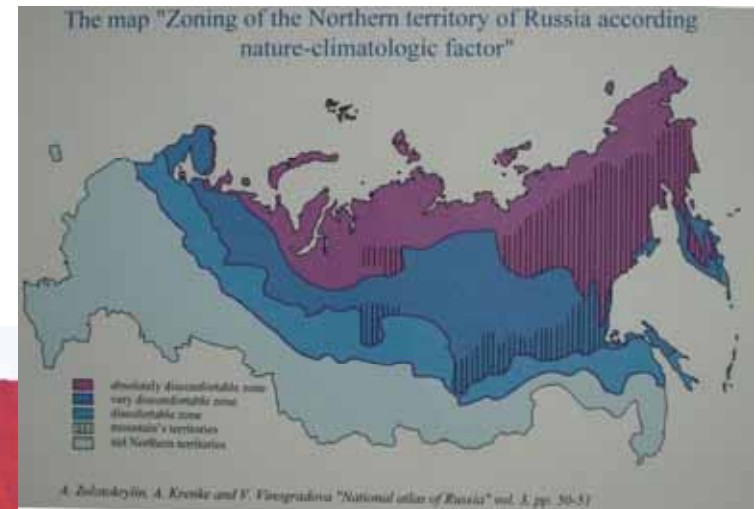 The map "Zoning of the Northern territory of Russia according
nature-climatologic factor"
absolutely discomfortable zone
very discomfortable zone
discofortable zone
mountain's territories
not Northern territories
A. Zolotokrylin, A. Krenke and V. Vinogradova "National atlas of Russia" vol. 3, pp. 50-51